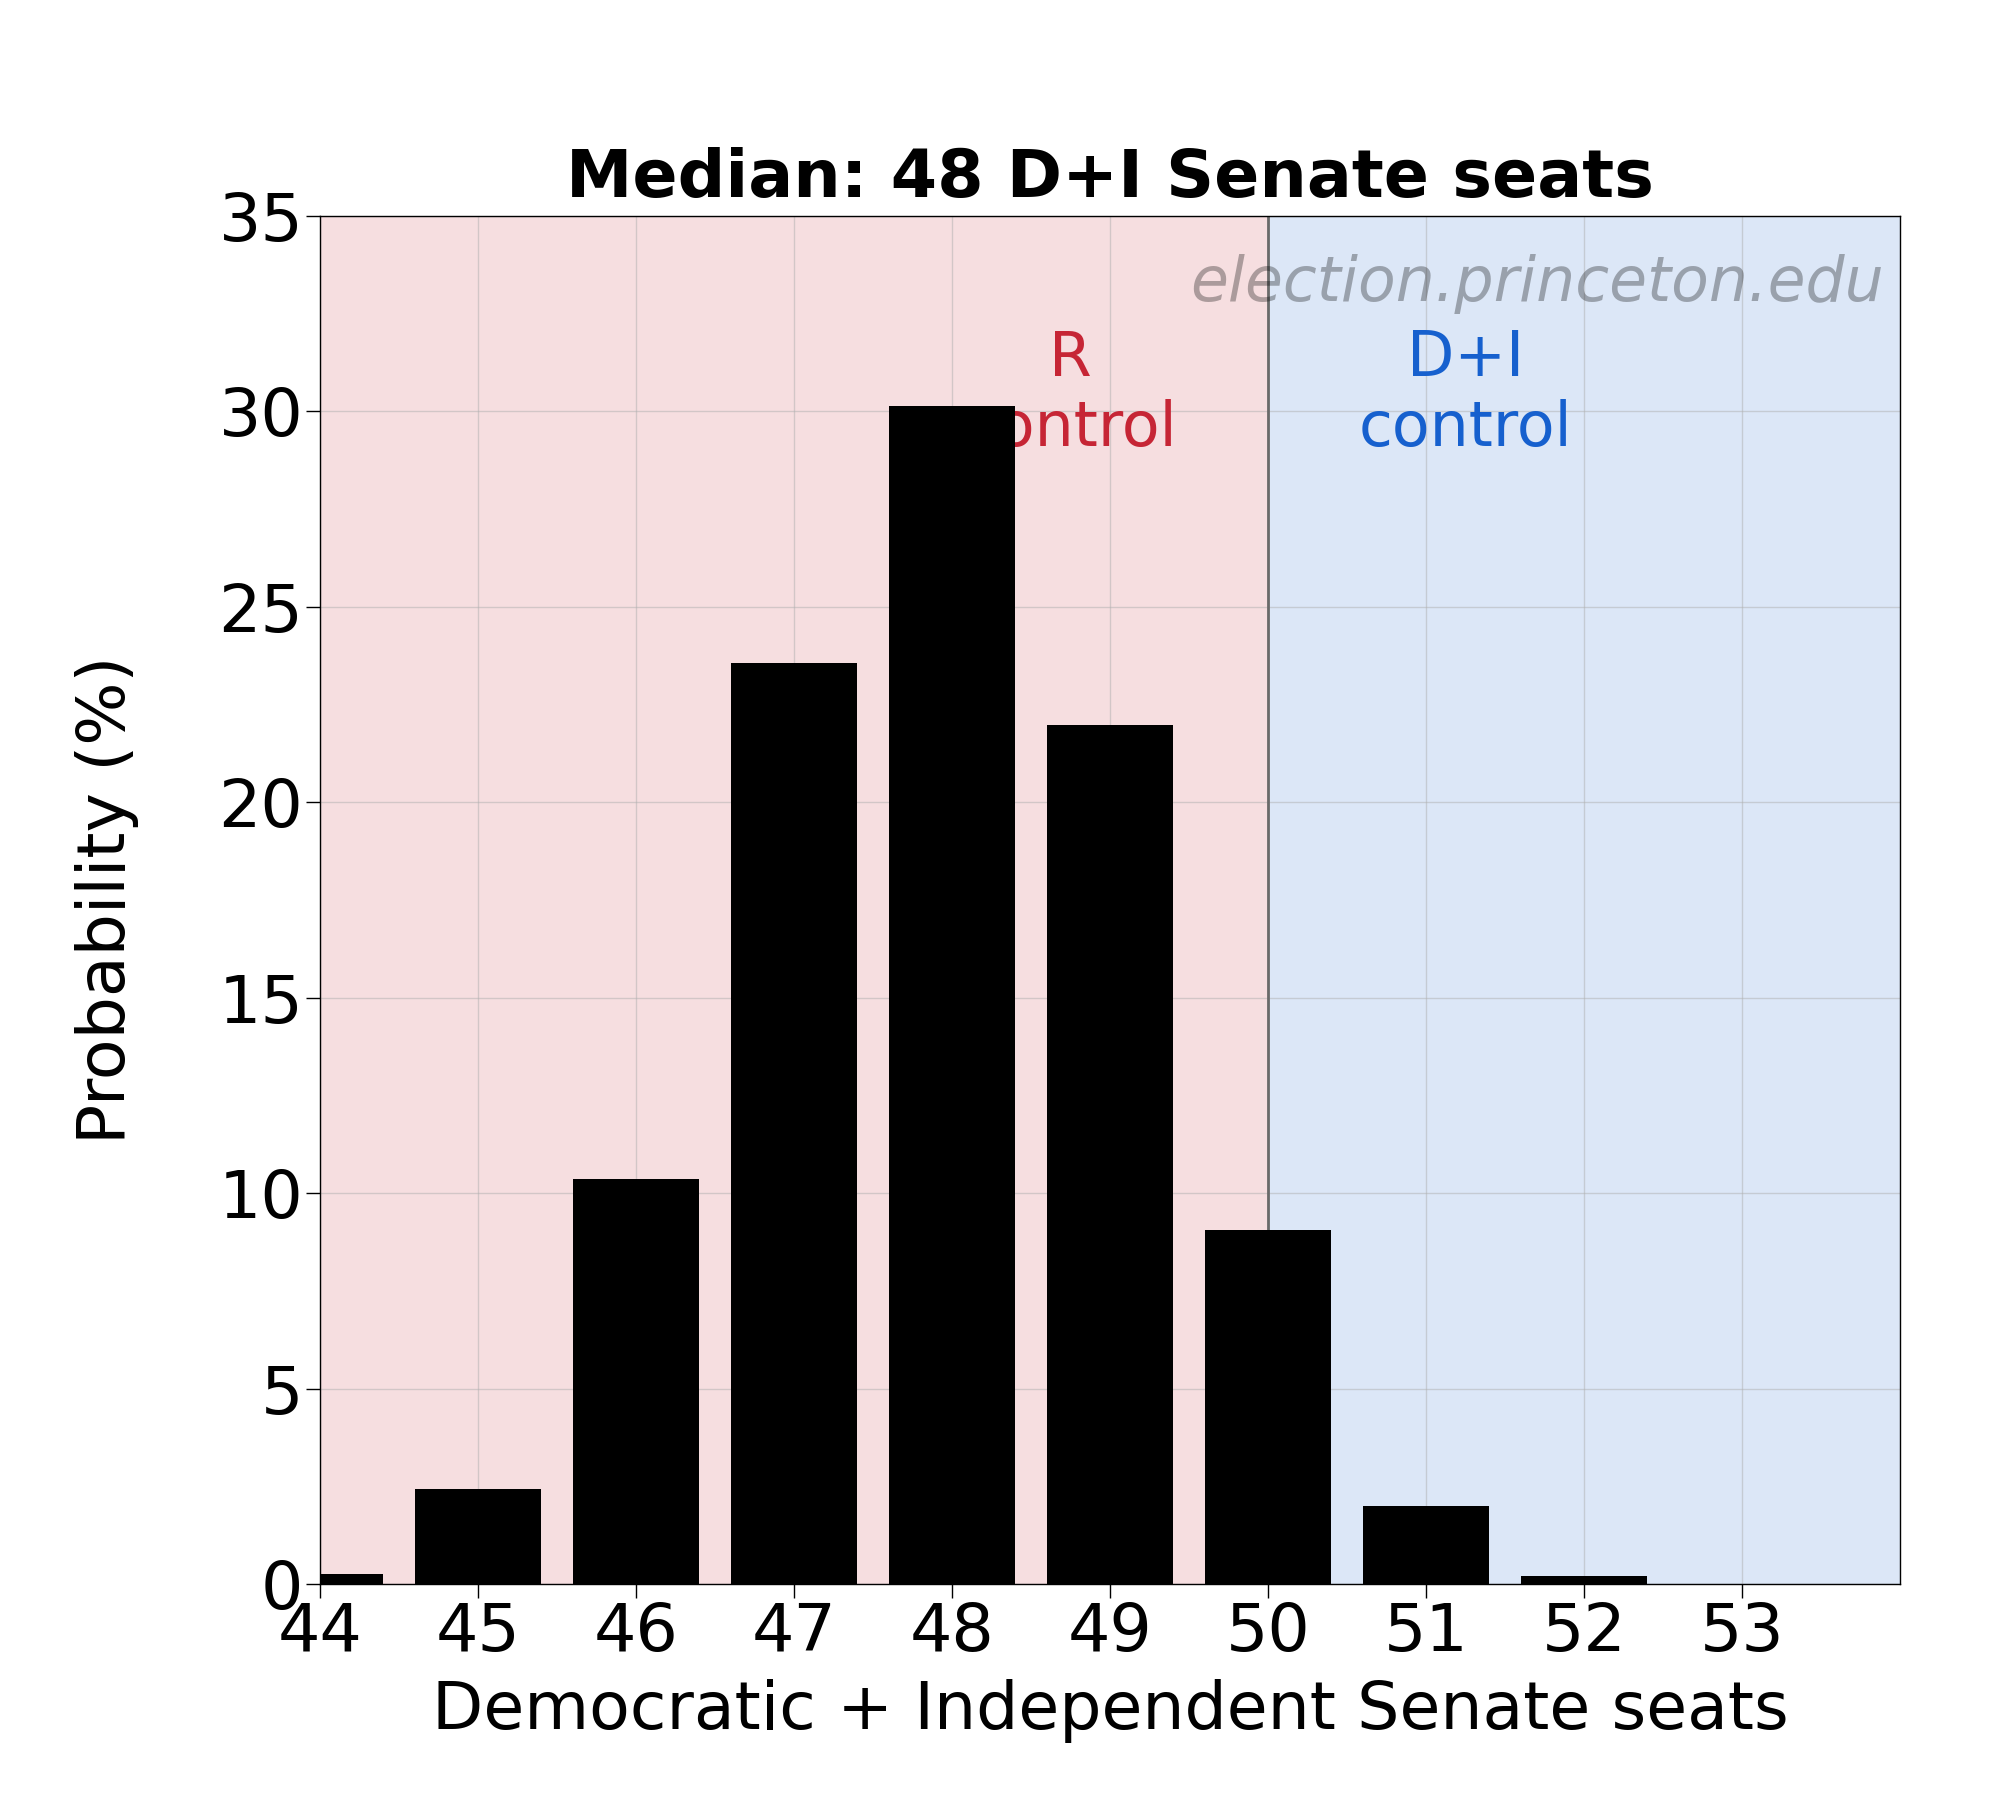 Median: 48 D+I Senate seats
election.princeton.edu
R
ontrol
D+I
control
35
30
25
20
15
10
5
0
Probability (%)
44 45 46 47 48 49 50 51 52 53
Democratic + Independent Senate seats